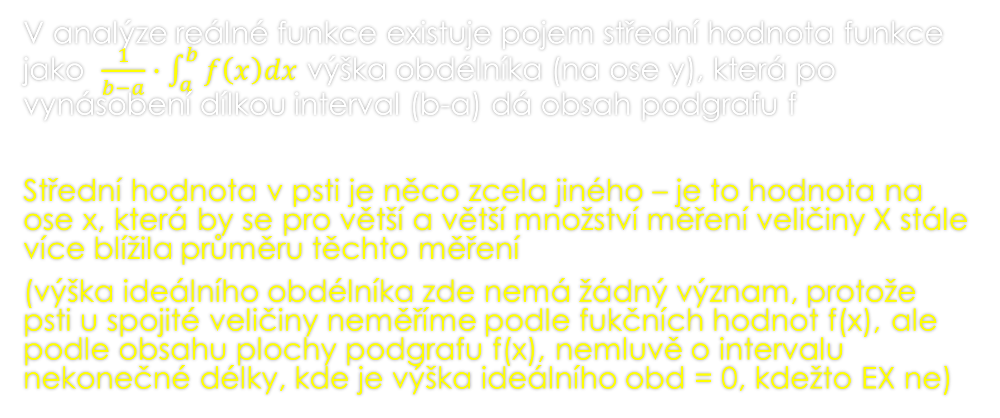 V analýze reálné funkce existuje pojem střední hodnota funkce
jako $\frac{1}{b-a} \cdot \int_a^b f(x)dx$ výška obdélníka (na ose y), která po
vynásobení dílkou interval (b-a) dá obsah podgrafu f
Střední hodnota v psti je něco zcela jiného – je to hodnota na
ose x, která by se pro větší a větší množství měření veličiny X stále
více blížila průměru těchto měření
(výška ideálního obdélníka zde nemá žádný význam, protože
psti u spojité veličiny neměříme podle fukčních hodnot f(x), ale
podle obsahu plochy podgrafu f(x), nemluvě o intervalu
nekonečné délky, kde je výška ideálního obd = 0, kdežto EX ne)